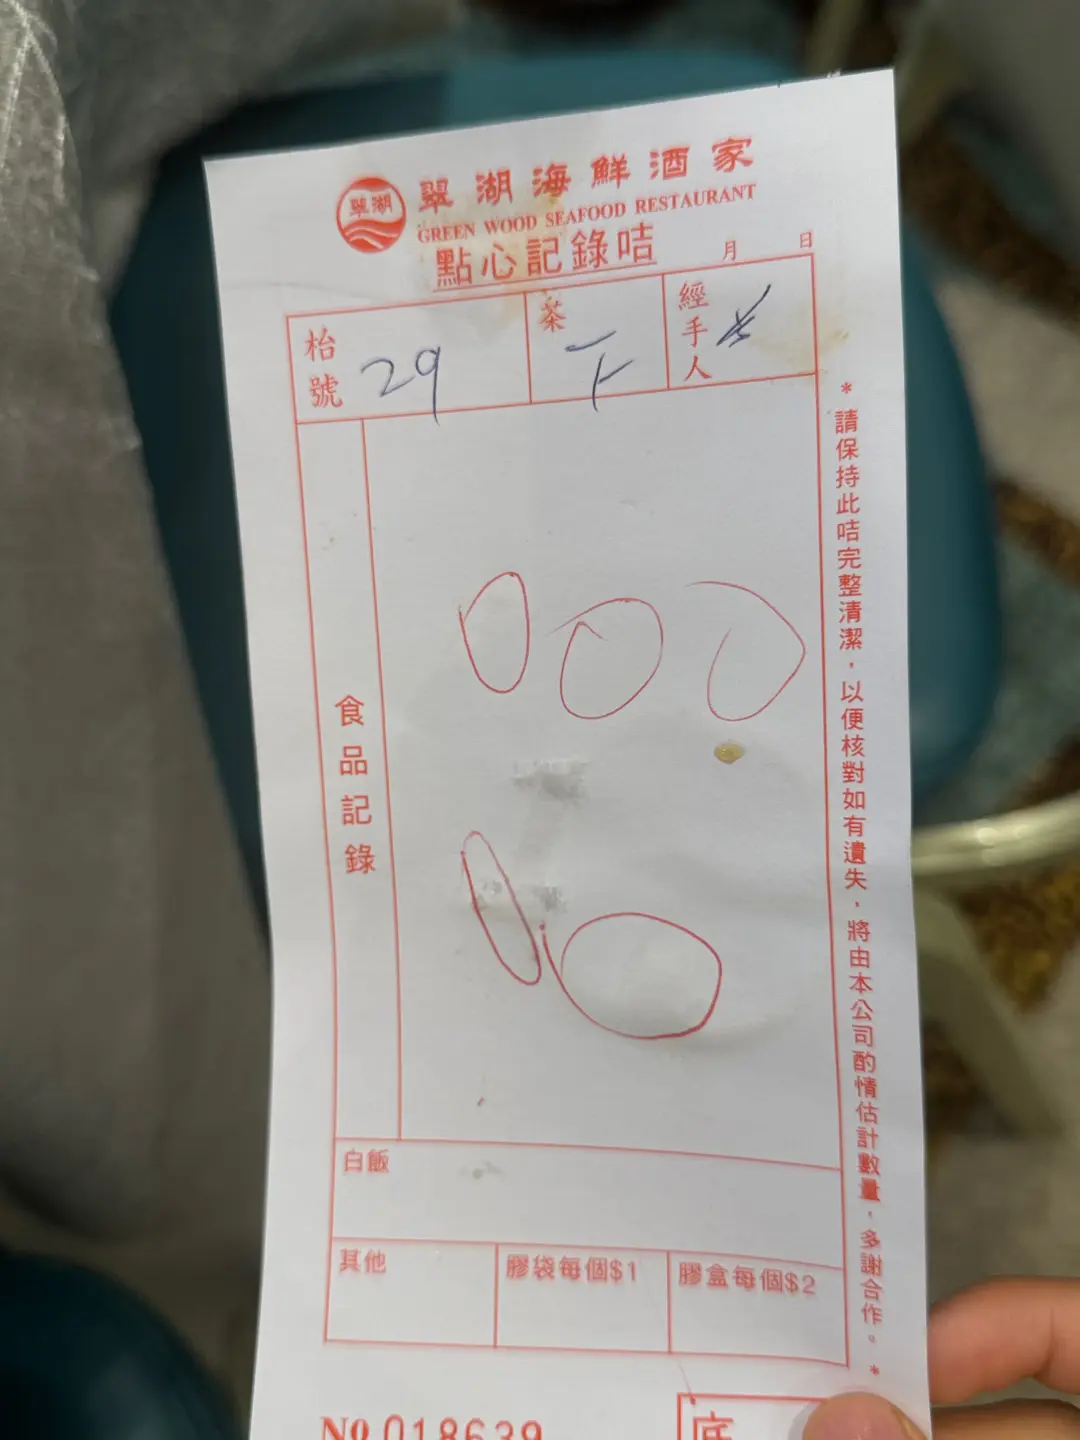 翠湖
翠湖海鮮酒家
GREEN WOOD SEAFOOD RESTAURANT
點心記錄咭
月 日
枱號 29
茶
經手人
食品記錄
白飯
其他
膠袋每個$1
膠盒每個$2
*請保持此咭完整清潔，以便核對如有遺失，將由本公司酌情估計數量，多謝合作。*
No 018639
底